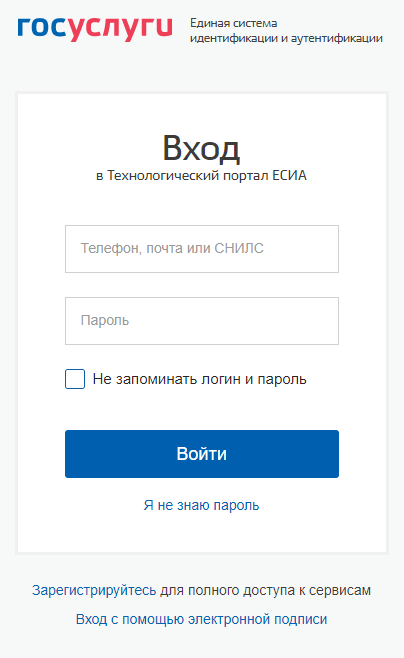 госуслуги
Единая система
идентификации и аутентификации
Вход
в Технологический портал ЕСИА
Телефон, почта или СНИЛС
Пароль
Не запоминать логин и пароль
Войти
Я не знаю пароль
Зарегистрируйтесь для полного доступа к сервисам
Вход с помощью электронной подписи